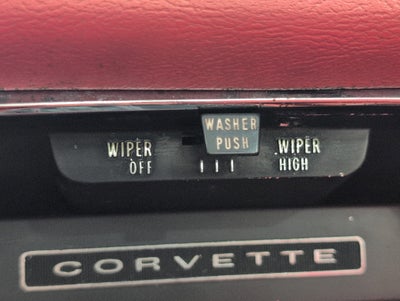 WASHER
PUSH
WIPER
OFF
WIPER
HIGH
CORVETTE